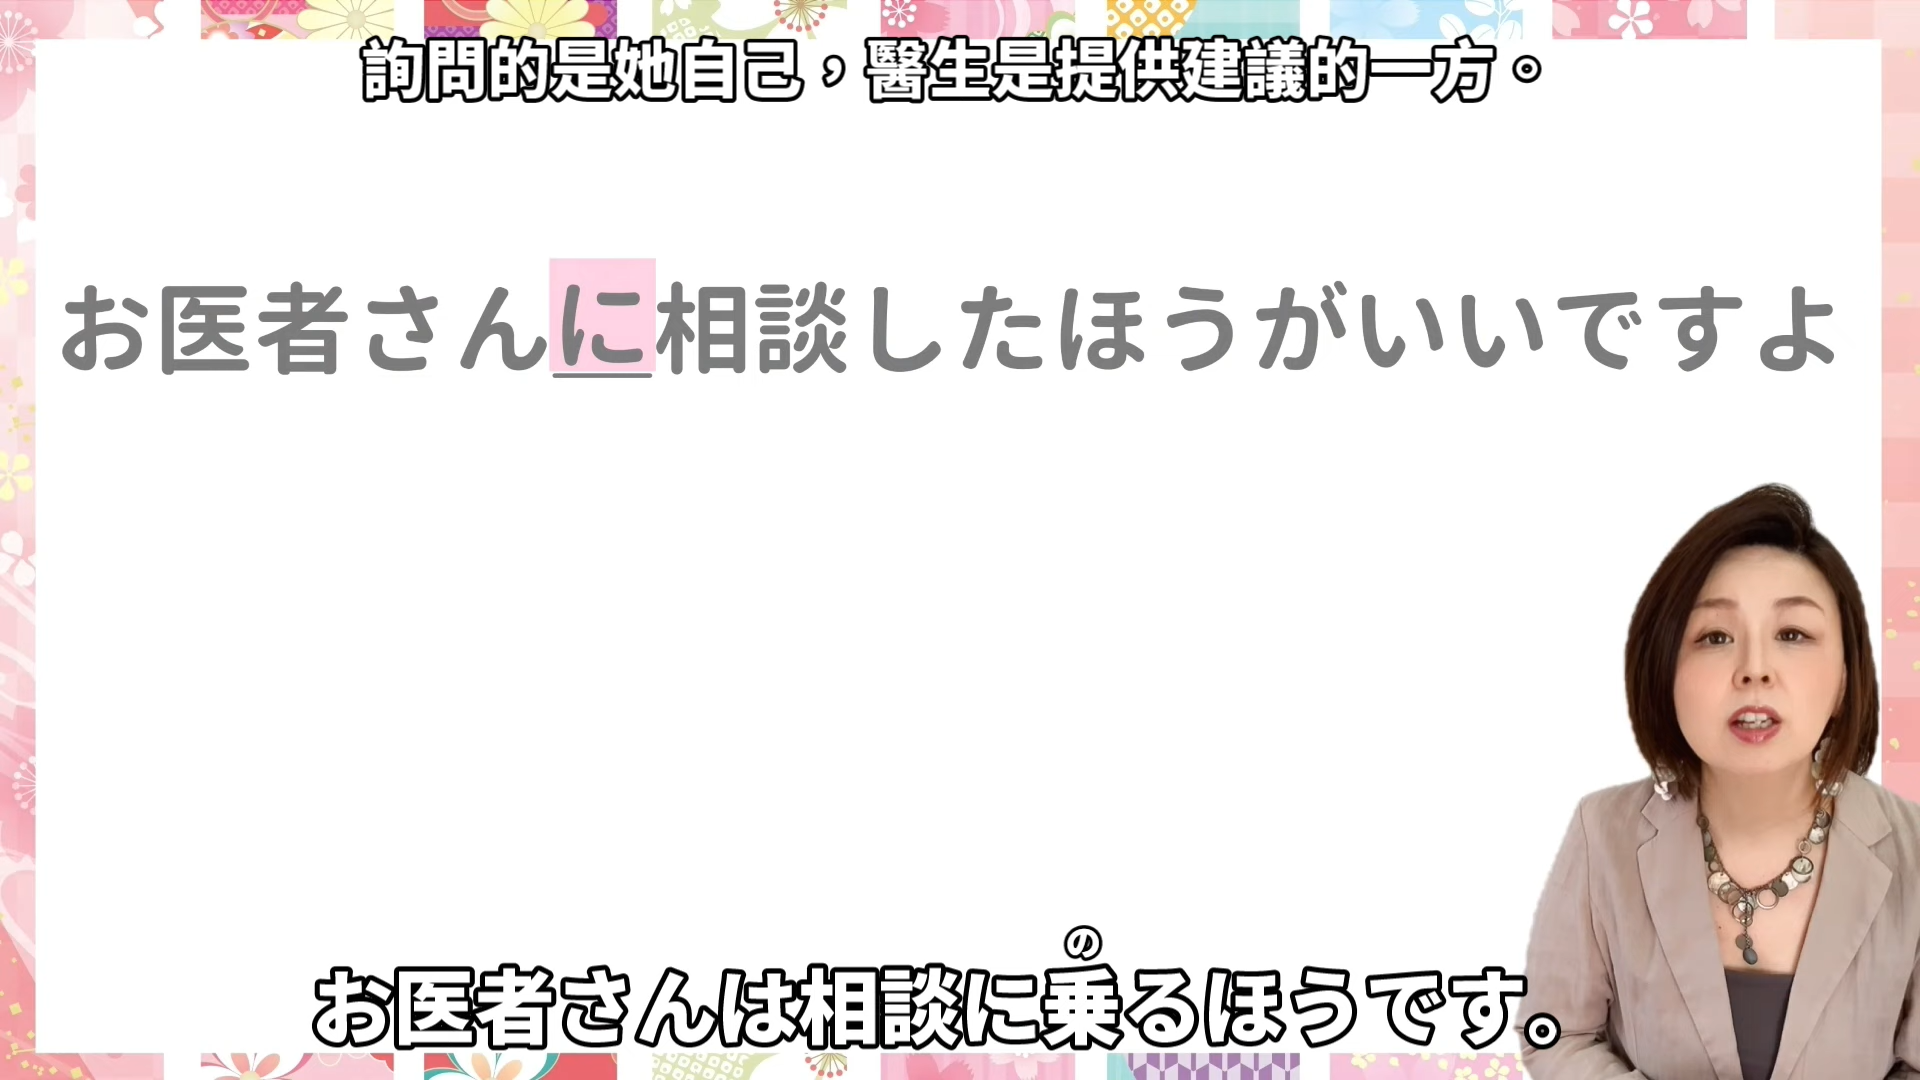 詢問的是她自己，醫生是提供建議的一方。
お医者さんに相談したほうがいいですよ
の
お医者さんは相談に乗るほうです。